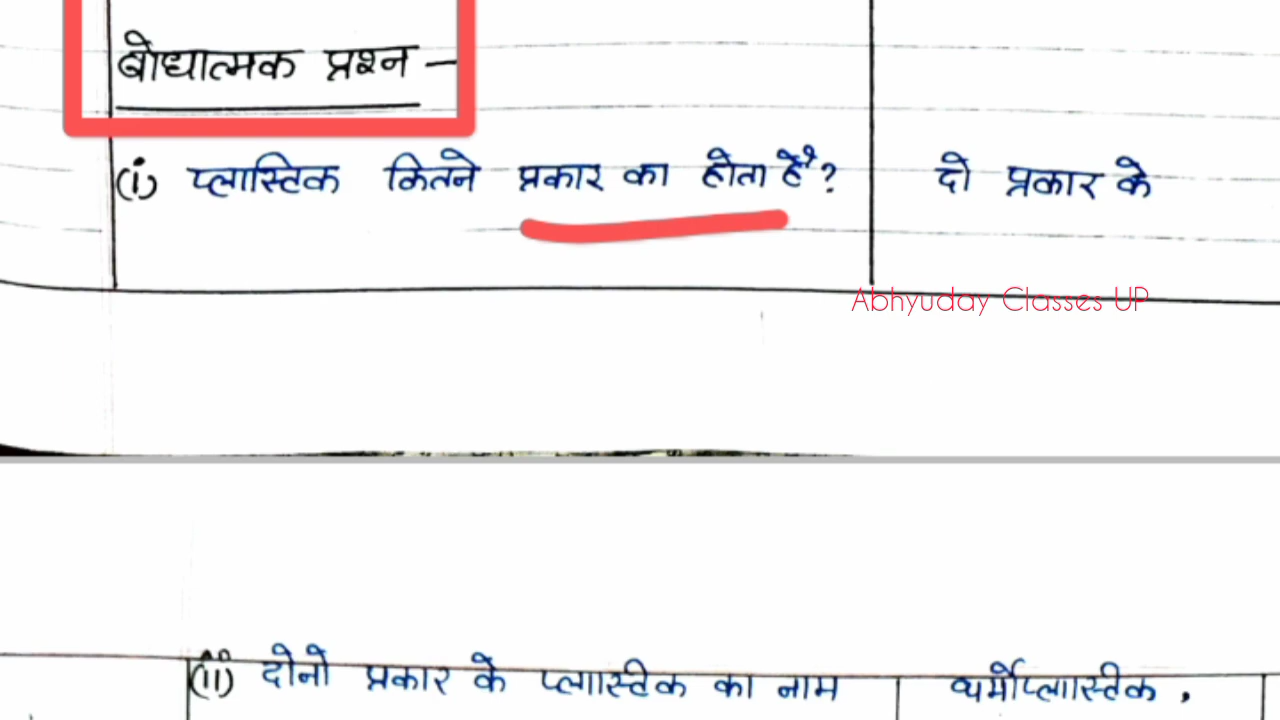 बोधात्मक प्रश्न –
(i) प्लास्टिक कितने प्रकार का होता है? दो प्रकार के
Abhyuday Classes UP
(ii) दोनो प्रकार के प्लास्टिक का नाम थर्मोप्लास्टिक,